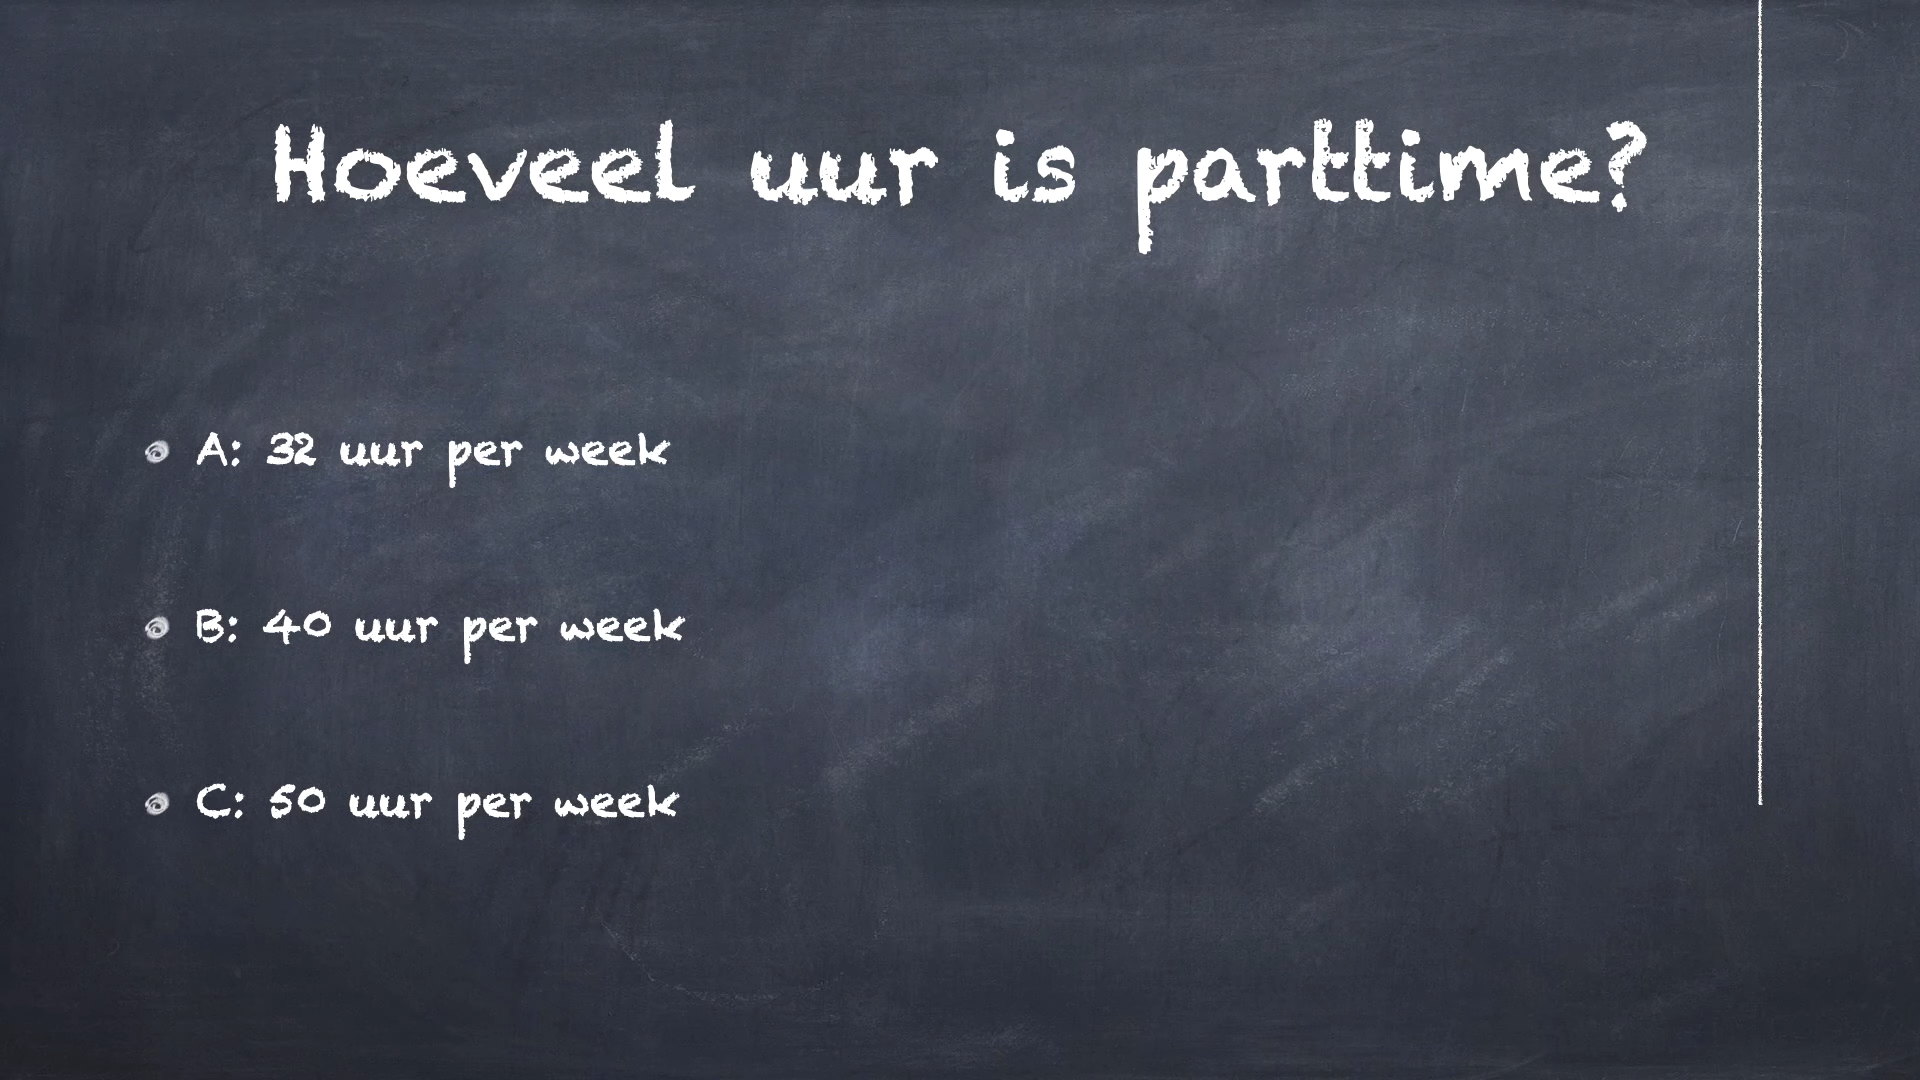 Hoeveel uur is parttime?
A: 32 uur per week
B: 40 uur per week
C: 50 uur per week